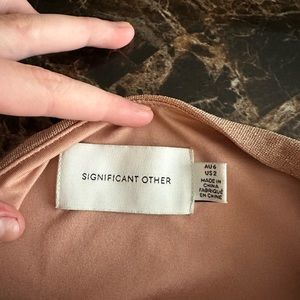 SIGNIFICANT OTHER
AU6
US2
MADE IN
CHINA
FABRIQUÉ
EN CHINE